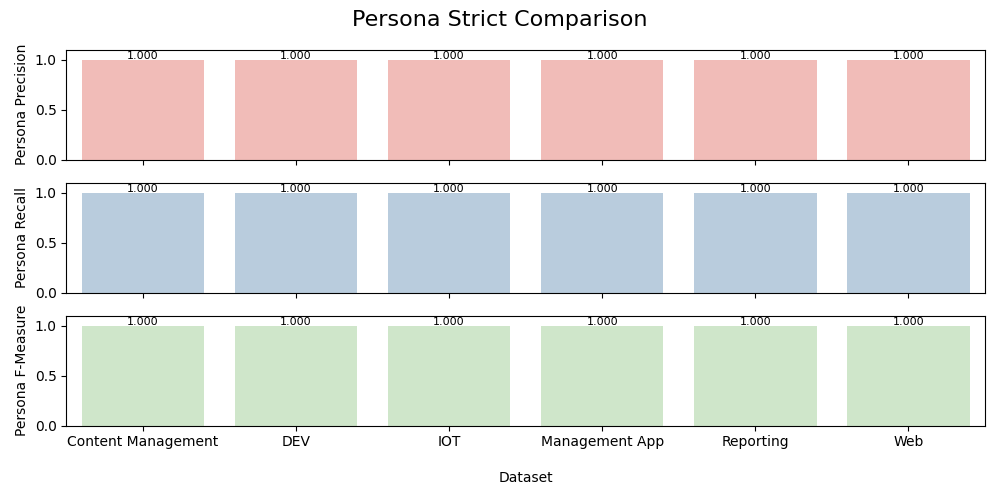 Persona Strict Comparison
Persona Precision
1.0
0.5
0.0
1.000 1.000 1.000 1.000 1.000 1.000
Persona Recall
1.0
0.5
0.0
1.000 1.000 1.000 1.000 1.000 1.000
Persona F-Measure
1.0
0.5
0.0
1.000 1.000 1.000 1.000 1.000 1.000
Content Management DEV IOT Management App Reporting Web
Dataset